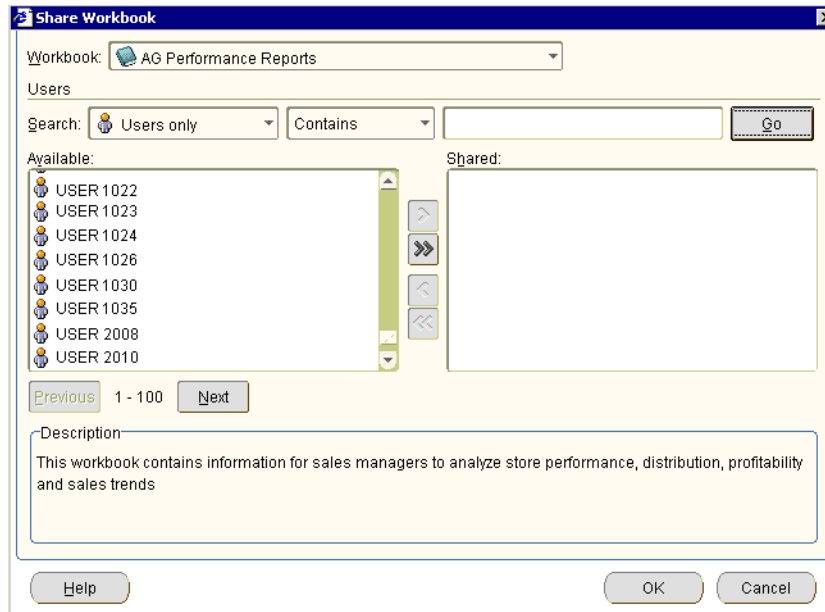 Share Workbook
Workbook: AG Performance Reports
Users
Search: Users only Contains Go
Available: Shared:
USER 1022
USER 1023
USER 1024
USER 1026
USER 1030
USER 1035
USER 2008
USER 2010
Previous 1 - 100 Next
Description
This workbook contains information for sales managers to analyze store performance, distribution, profitability
and sales trends
Help OK Cancel